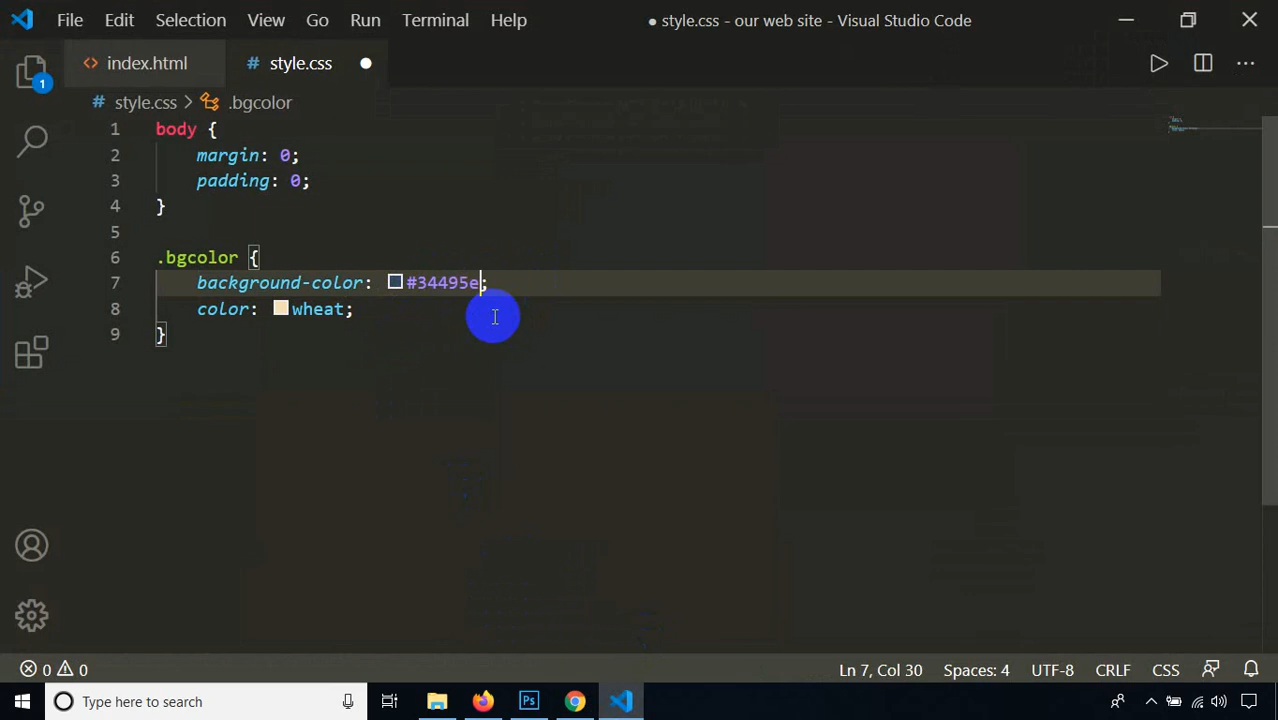 File Edit Selection View Go Run Terminal Help ● style.css - our web site - Visual Studio Code
1 <> index.html # style.css ●
# style.css > .bgcolor
1 body {
2 margin: 0;
3 padding: 0;
4 }
5
6 .bgcolor {
7 background-color: #34495e;
8 color: wheat;
9 }
0 0 Ln 7, Col 30 Spaces: 4 UTF-8 CRLF CSS
Type here to search Ps